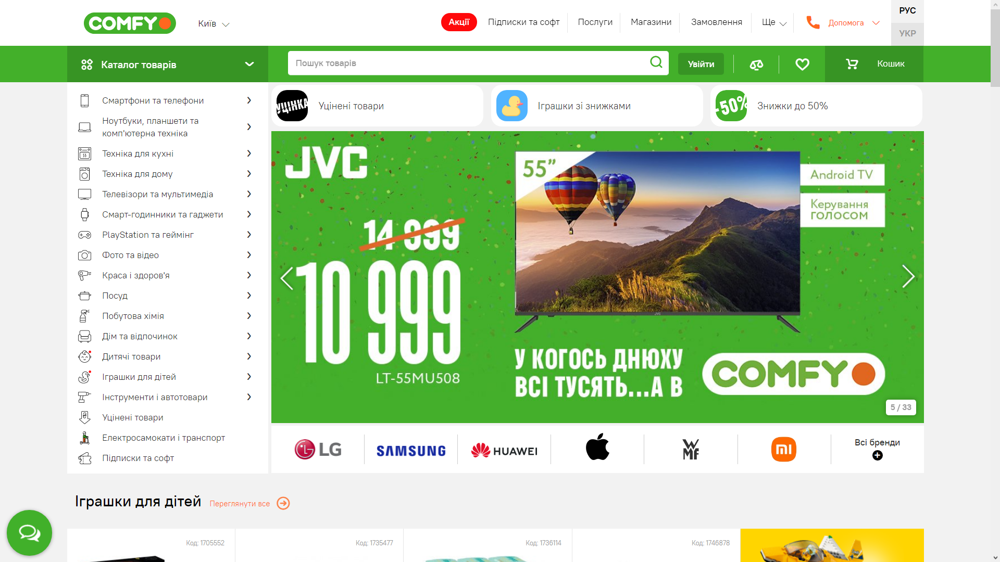 COMFY
Київ
Акції
Підписки та софт
Послуги
Магазини
Замовлення
Ще
Допомога
РУС
УКР
Каталог товарів
Пошук товарів
Увійти
Кошик
Смартфони та телефони
Ноутбуки, планшети та
комп'ютерна техніка
Техніка для кухні
Техніка для дому
Телевізори та мультимедіа
Смарт-годинники та гаджети
PlayStation та геймінг
Фото та відео
Краса і здоров'я
Посуд
Побутова хімія
Дім та відпочинок
Дитячі товари
Іграшки для дітей
Інструменти і автотовари
Уцінені товари
Електросамокати і транспорт
Підписки та софт
УЦІНКА
Уцінені товари
Іграшки зі знижками
-50%
Знижки до 50%
JVC
14 999
10 999
LT-55MU508
55”
Android TV
Керування
ГОЛОСОМ
JVC
У КОГОСЬ ДНЮХУ
ВСІ ТУСЯТЬ...А В
COMFY
5 / 33
LG
SAMSUNG
HUAWEI
WMF
mi
Всі бренди
Іграшки для дітей
Переглянути все
Код: 1705552
Код: 1735477
Код: 1736114
Код: 1746878